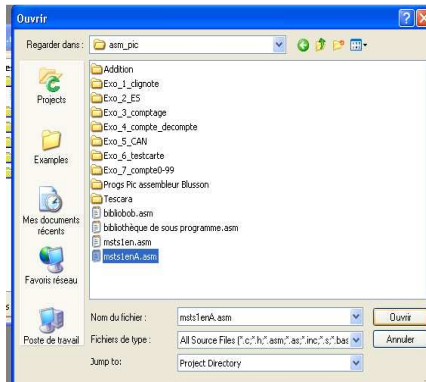 Ouvrir
Regarder dans :
asm_pic
Projects
Examples
Mes documents
récents
Favoris réseau
Poste de travail
Addition
Exo_1_clignote
Exo_2_ES
Exo_3_comptage
Exo_4_compte_decompte
Exo_5_CAN
Exo_6_testcarte
Exo_7_compte0-99
Progs Pic assembleur Blusson
Tescara
bibliobob.asm
bibliothèque de sous programme.asm
msts1en.asm
msts1enA.asm
Nom du fichier :
msts1enA.asm
Ouvrir
Fichiers de type :
All Source Files (*.c;*.h;*.asm;*.as;*.inc;*.s;*.bas
Annuler
Jump to:
Project Directory